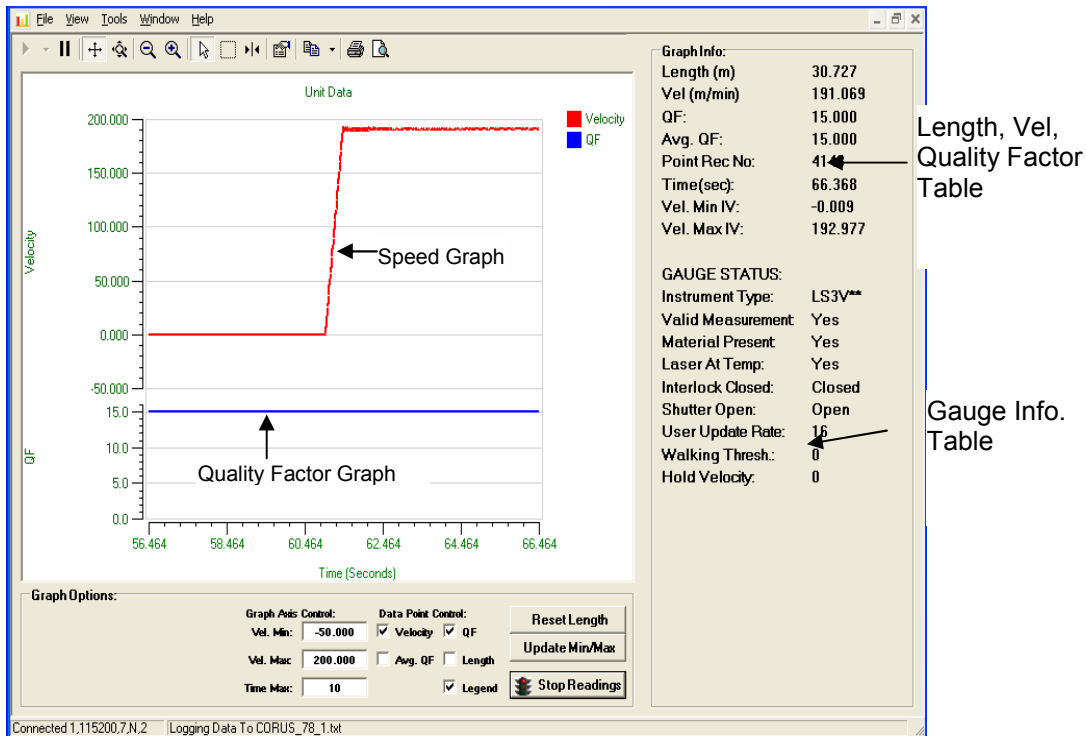 File View Tools Window Help
Unit Data
200.000
150.000
100.000
50.000
0.000
-50.000
Velocity
15.0
10.0
5.0
0.0
QF
Velocity
QF
Speed Graph
Quality Factor Graph
56.464 58.464 60.464 62.464 64.464 66.464
Time (Seconds)
Graph Info:
Length (m) 30.727
Vel (m/min) 191.069
QF: 15.000
Avg. QF: 15.000
Point Rec No:
Time(sec): 66.368
Vel. Min IV: -0.009
Vel. Max IV: 192.977
GAUGE STATUS:
Instrument Type: LS3V**
Valid Measurement Yes
Material Present Yes
Laser At Temp: Yes
Interlock Closed: Closed
Shutter Open: Open
User Update Rate: 16
Walking Thresh.: 0
Hold Velocity: 0
Length, Vel,
Quality Factor
Table
Gauge Info.
Table
Graph Options:
Graph Axis Control: Data Point Control:
Vel. Min: -50.000 Velocity QF
Vel. Max: 200.000 Avg. QF Length
Time Max: 10 Legend
Reset Length
Update Min/Max
Stop Readings
Connected 1,115200,7,N,2 Logging Data To CORUS_78_1.txt